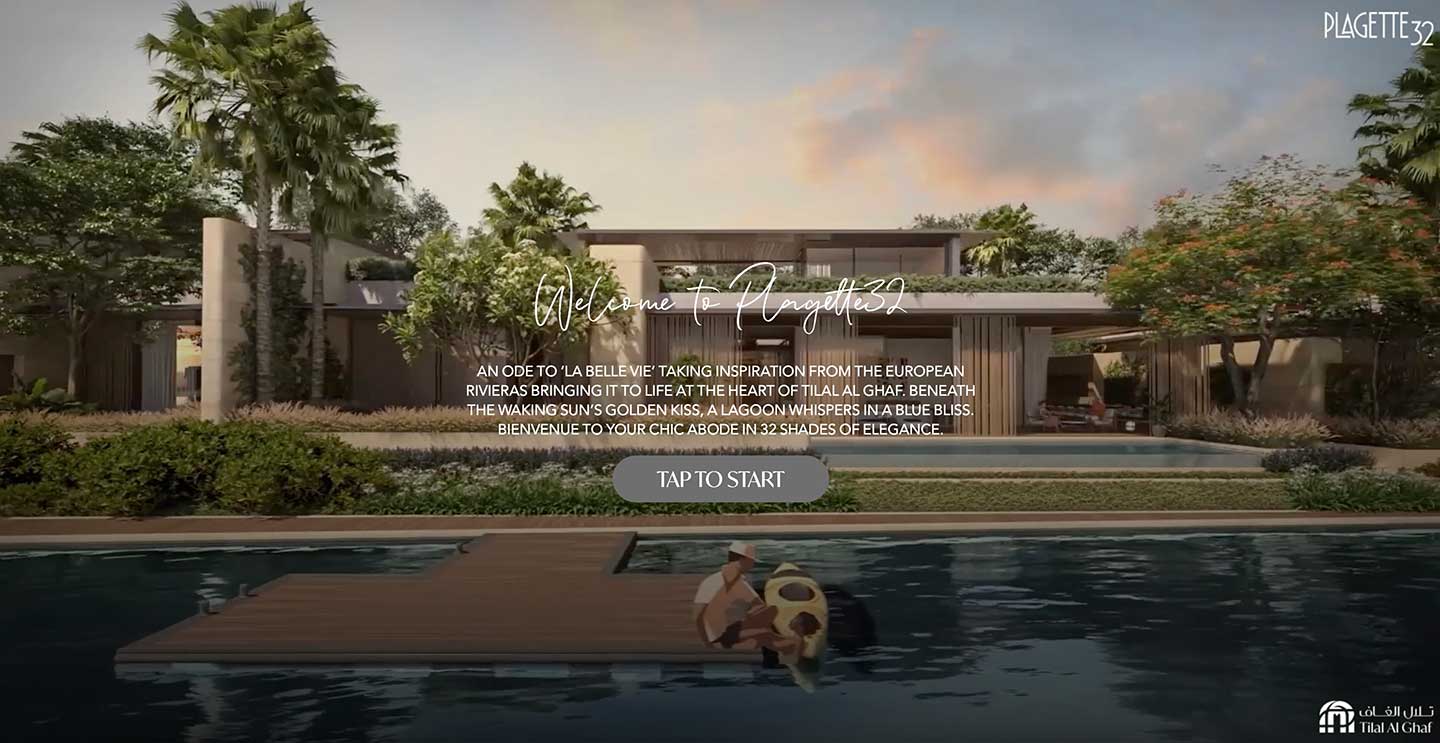 PLAGETTE32
Welcome to Plagette32
AN ODE TO ‘LA BELLE VIE’ TAKING INSPIRATION FROM THE EUROPEAN
RIVIERAS BRINGING IT TO LIFE AT THE HEART OF TILAL AL GHAF. BENEATH
THE WAKING SUN’S GOLDEN KISS, A LAGOON WHISPERS IN A BLUE BLISS.
BIENVENUE TO YOUR CHIC ABODE IN 32 SHADES OF ELEGANCE.
TAP TO START
تلال الغاف
Tilal Al Ghaf